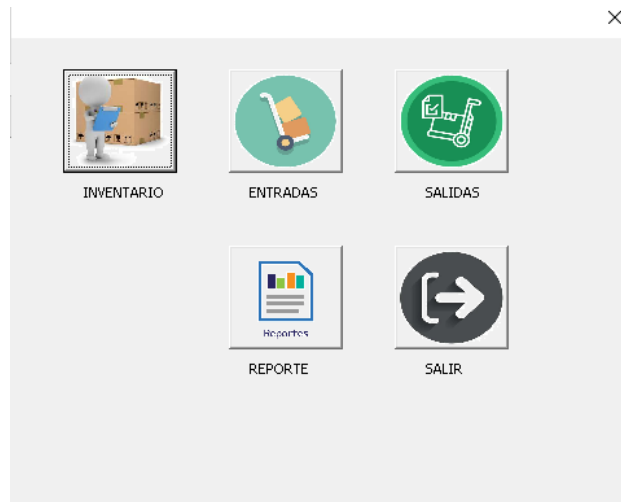 INVENTARIO
ENTRADAS
SALIDAS
Reportes
REPORTE
SALIR